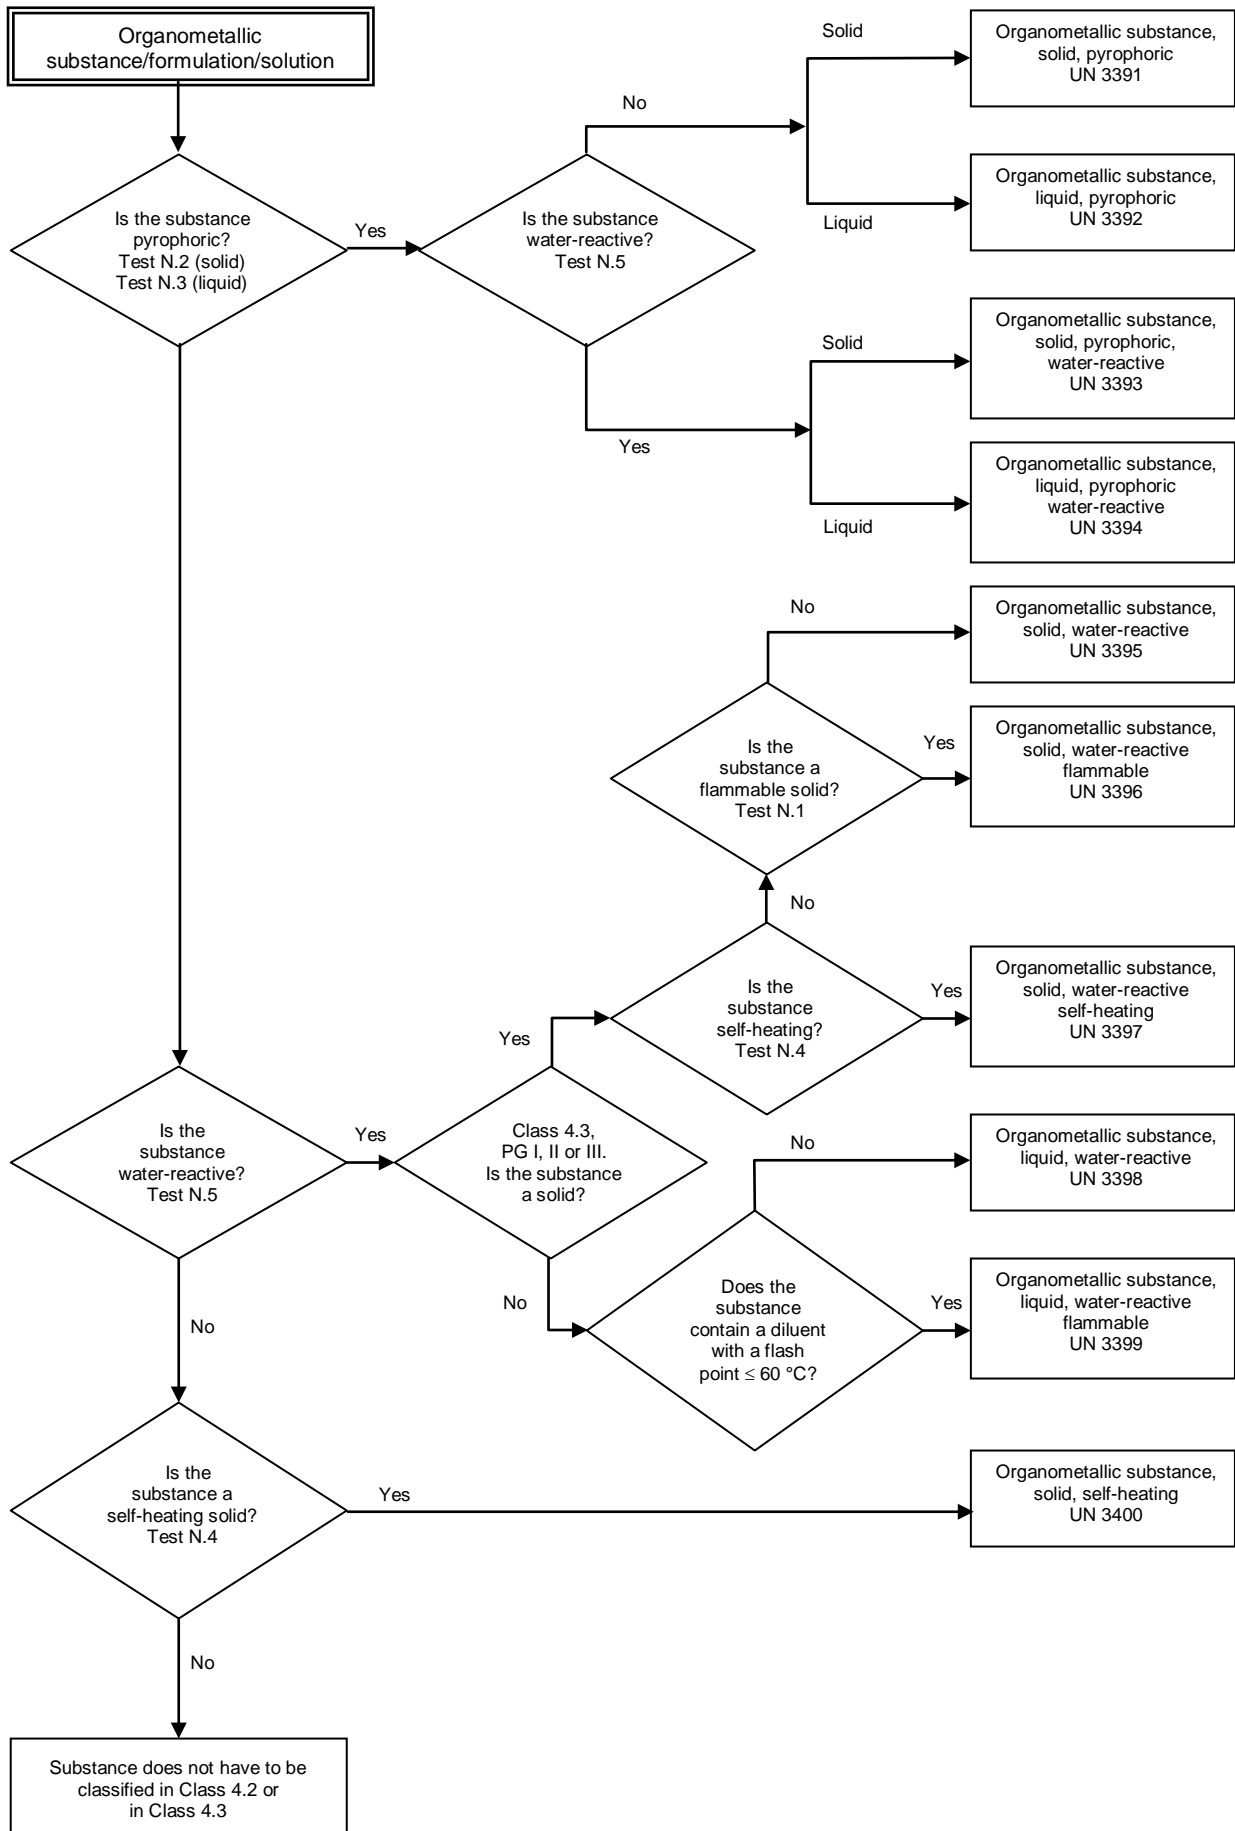 Organometallic
substance/formulation/solution
Solid
Organometallic substance,
solid, pyrophoric
UN 3391
No
Is the substance
pyrophoric?
Test N.2 (solid)
Test N.3 (liquid)
Yes
Is the substance
water-reactive?
Test N.5
Liquid
Organometallic substance,
liquid, pyrophoric
UN 3392
Solid
Organometallic substance,
solid, pyrophoric,
water-reactive
UN 3393
Yes
Liquid
Organometallic substance,
liquid, pyrophoric
water-reactive
UN 3394
No
Organometallic substance,
solid, water-reactive
UN 3395
Is the
substance a
flammable solid?
Test N.1
Yes
Organometallic substance,
solid, water-reactive
flammable
UN 3396
No
Is the
substance
self-heating?
Test N.4
Yes
Organometallic substance,
solid, water-reactive
self-heating
UN 3397
Yes
Is the
substance
water-reactive?
Test N.5
Yes
Class 4.3,
PG I, II or III.
Is the substance
a solid?
No
Organometallic substance,
liquid, water-reactive
UN 3398
No
Does the
substance
contain a diluent
with a flash
point ≤ 60 °C?
Yes
Organometallic substance,
liquid, water-reactive
flammable
UN 3399
No
Is the
substance a
self-heating solid?
Test N.4
Yes
Organometallic substance,
solid, self-heating
UN 3400
No
Substance does not have to be
classified in Class 4.2 or
in Class 4.3